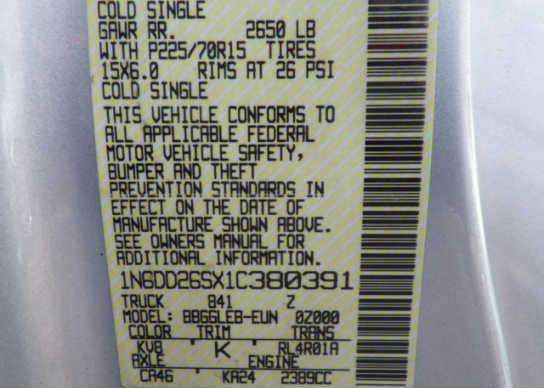 COLD SINGLE
GAWR RR. 2650 LB
WITH P225/70R15 TIRES
15X6.0 RIMS AT 26 PSI
COLD SINGLE
THIS VEHICLE CONFORMS TO
ALL APPLICABLE FEDERAL
MOTOR VEHICLE SAFETY,
BUMPER AND THEFT
PREVENTION STANDARDS IN
EFFECT ON THE DATE OF
MANUFACTURE SHOWN ABOVE.
SEE OWNERS MANUAL FOR
ADDITIONAL INFORMATION.
1N6DD26SX1C380391
TRUCK 841 Z
MODEL: BBGGLEB-EUN 0Z000
COLOR TRIM TRANS
KV8 K RL4R01A
AXLE ENGINE
CA46 KA24 2389CC